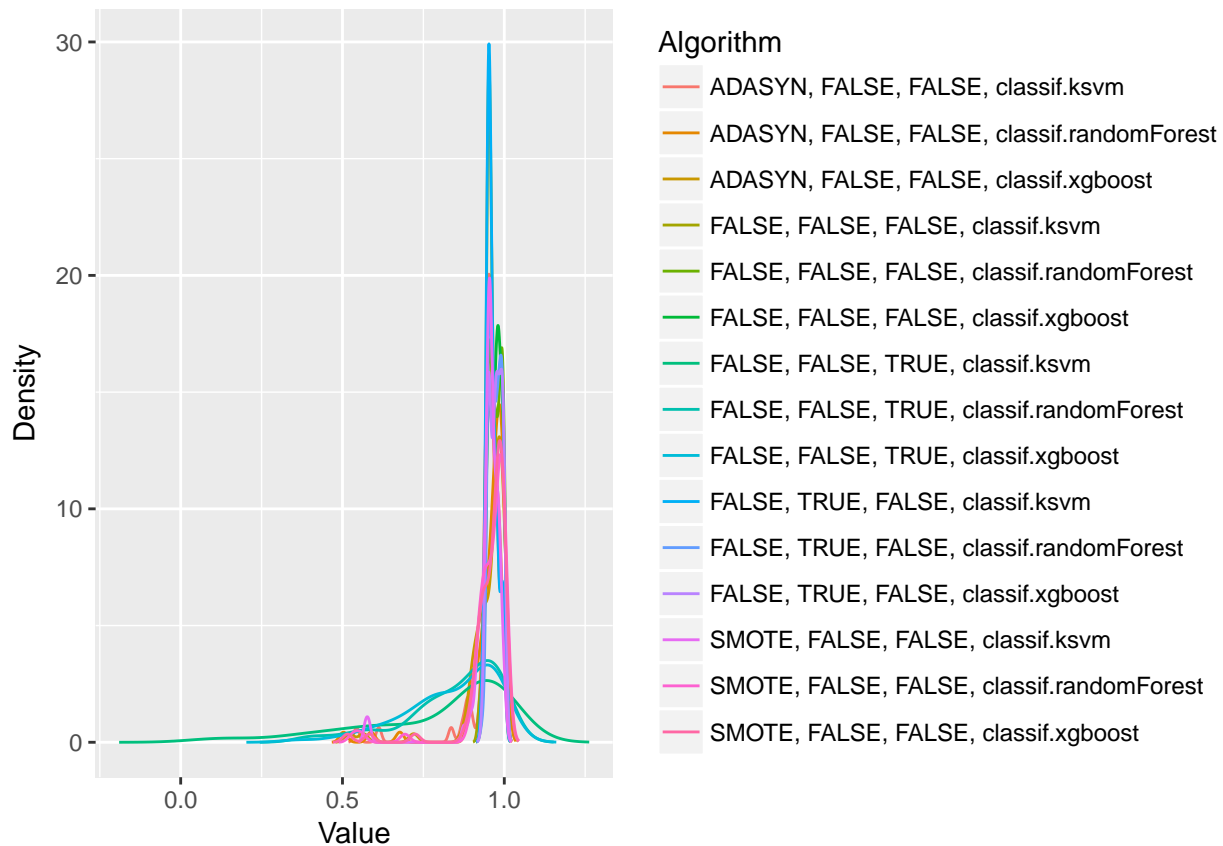 30
20
10
0
Density
0.0 0.5 1.0
Value
Algorithm
ADASYN, FALSE, FALSE, classif.ksvm
ADASYN, FALSE, FALSE, classif.randomForest
ADASYN, FALSE, FALSE, classif.xgboost
FALSE, FALSE, FALSE, classif.ksvm
FALSE, FALSE, FALSE, classif.randomForest
FALSE, FALSE, FALSE, classif.xgboost
FALSE, FALSE, TRUE, classif.ksvm
FALSE, FALSE, TRUE, classif.randomForest
FALSE, FALSE, TRUE, classif.xgboost
FALSE, TRUE, FALSE, classif.ksvm
FALSE, TRUE, FALSE, classif.randomForest
FALSE, TRUE, FALSE, classif.xgboost
SMOTE, FALSE, FALSE, classif.ksvm
SMOTE, FALSE, FALSE, classif.randomForest
SMOTE, FALSE, FALSE, classif.xgboost